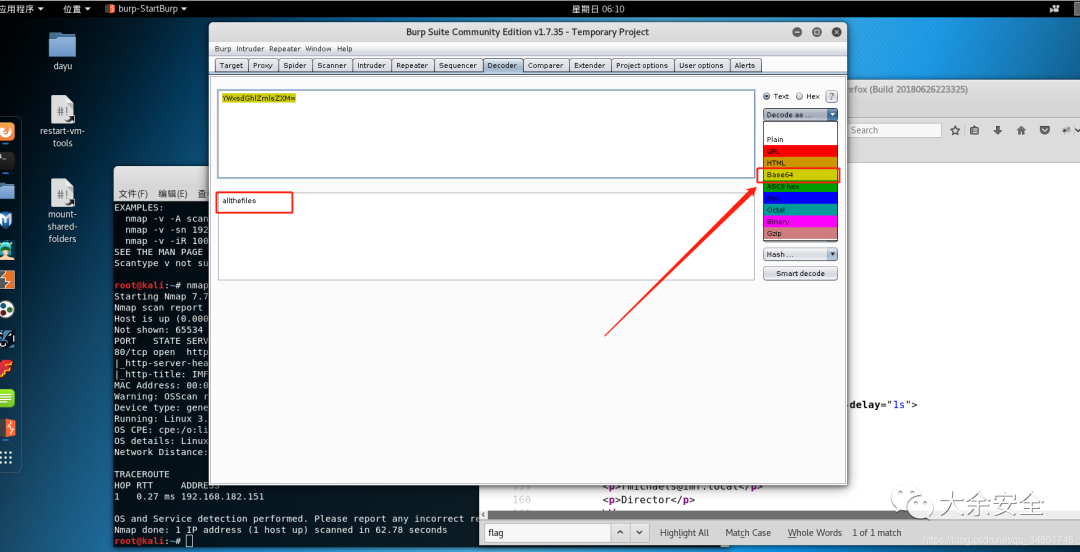 应用程序 位置 burp-StartBurp 星期日 06:10
dayu
restart-vm-
tools
mount-
shared-
folders
Burp Suite Community Edition v1.7.35 - Temporary Project
Burp Intruder Repeater Window Help
Target Proxy Spider Scanner Intruder Repeater Sequencer Decoder Comparer Extender Project options User options Alerts
YWxsdGhlZmlsZXM=
Text Hex ?
Decode as ...
Plain
URL
HTML
Base64
ASCII hex
Hex
Octal
Binary
Gzip
allthefiles
Hash ...
Smart decode
refox (Build 20180626223325)
Search
文件(F) 编辑(E) 查
EXAMPLES:
nmap -v -A scan
nmap -v -sn 192
nmap -v -iR 100
SEE THE MAN PAGE
Scantype v not su
root@kali:~# nmap
Starting Nmap 7.7
Nmap scan report
Host is up (0.000
Not shown: 65534
PORT STATE SERV
80/tcp open http
|_http-server-hea
|_http-title: IMF
MAC Address: 00:0
Warning: OSScan r
Device type: gene
Running: Linux 3.
OS CPE: cpe:/o:li
OS details: Linux
Network Distance:
TRACEROUTE
HOP RTT ADDRES
1 0.27 ms 192.168.182.151
OS and Service detection performed. Please report any incorrect re
Nmap done: 1 IP address (1 host up) scanned in 62.78 seconds
root@kali:~#
delay="1s">
<p>rmichaels@imf.local</p>
160 <p>Director</p>
flag Highlight All Match Case Whole Words 1 of 1 match
大余安全